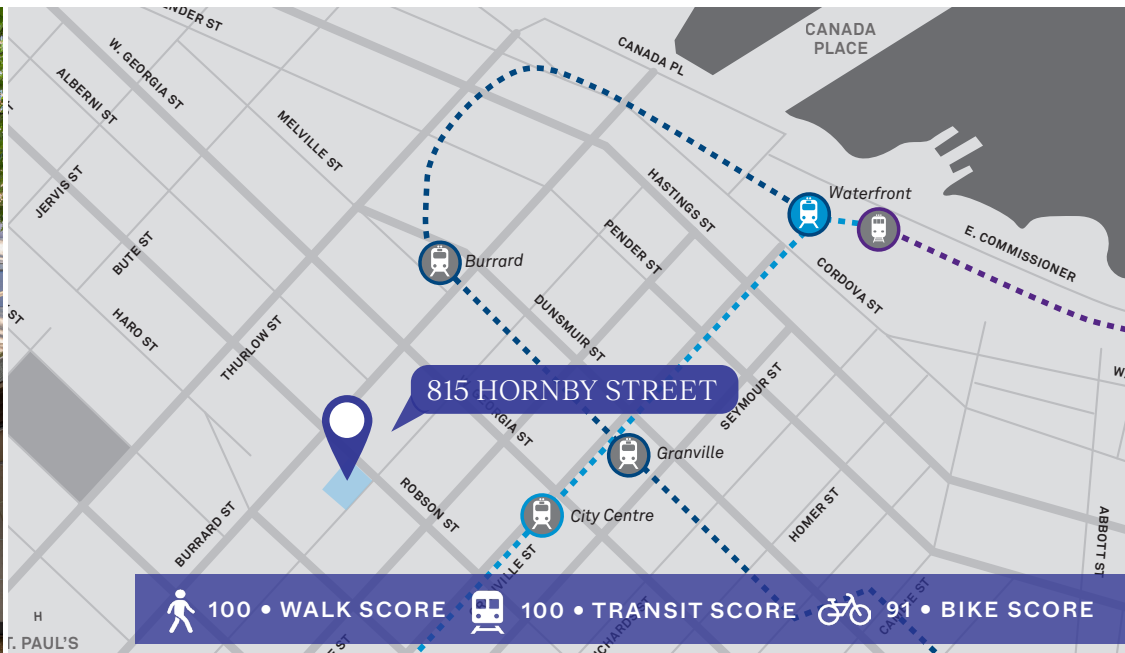 CANADA
PLACE
CANADA PL
W. GEORGIA ST
ALBERNI ST
MELVILLE ST
JERVIS ST
HASTINGS ST
Waterfront
BUTE ST
PENDER ST
E. COMMISSIONER
Burrard
CORDOVA ST
HARO ST
DUNSMUIR ST
THURLOW ST
815 HORNBY STREET
SEYMOUR ST
Granville
ROBSON ST
City Centre
HOMER ST
BURRARD ST
ABBOTT ST
100 • WALK SCORE
100 • TRANSIT SCORE
91 • BIKE SCORE
H
T. PAUL'S